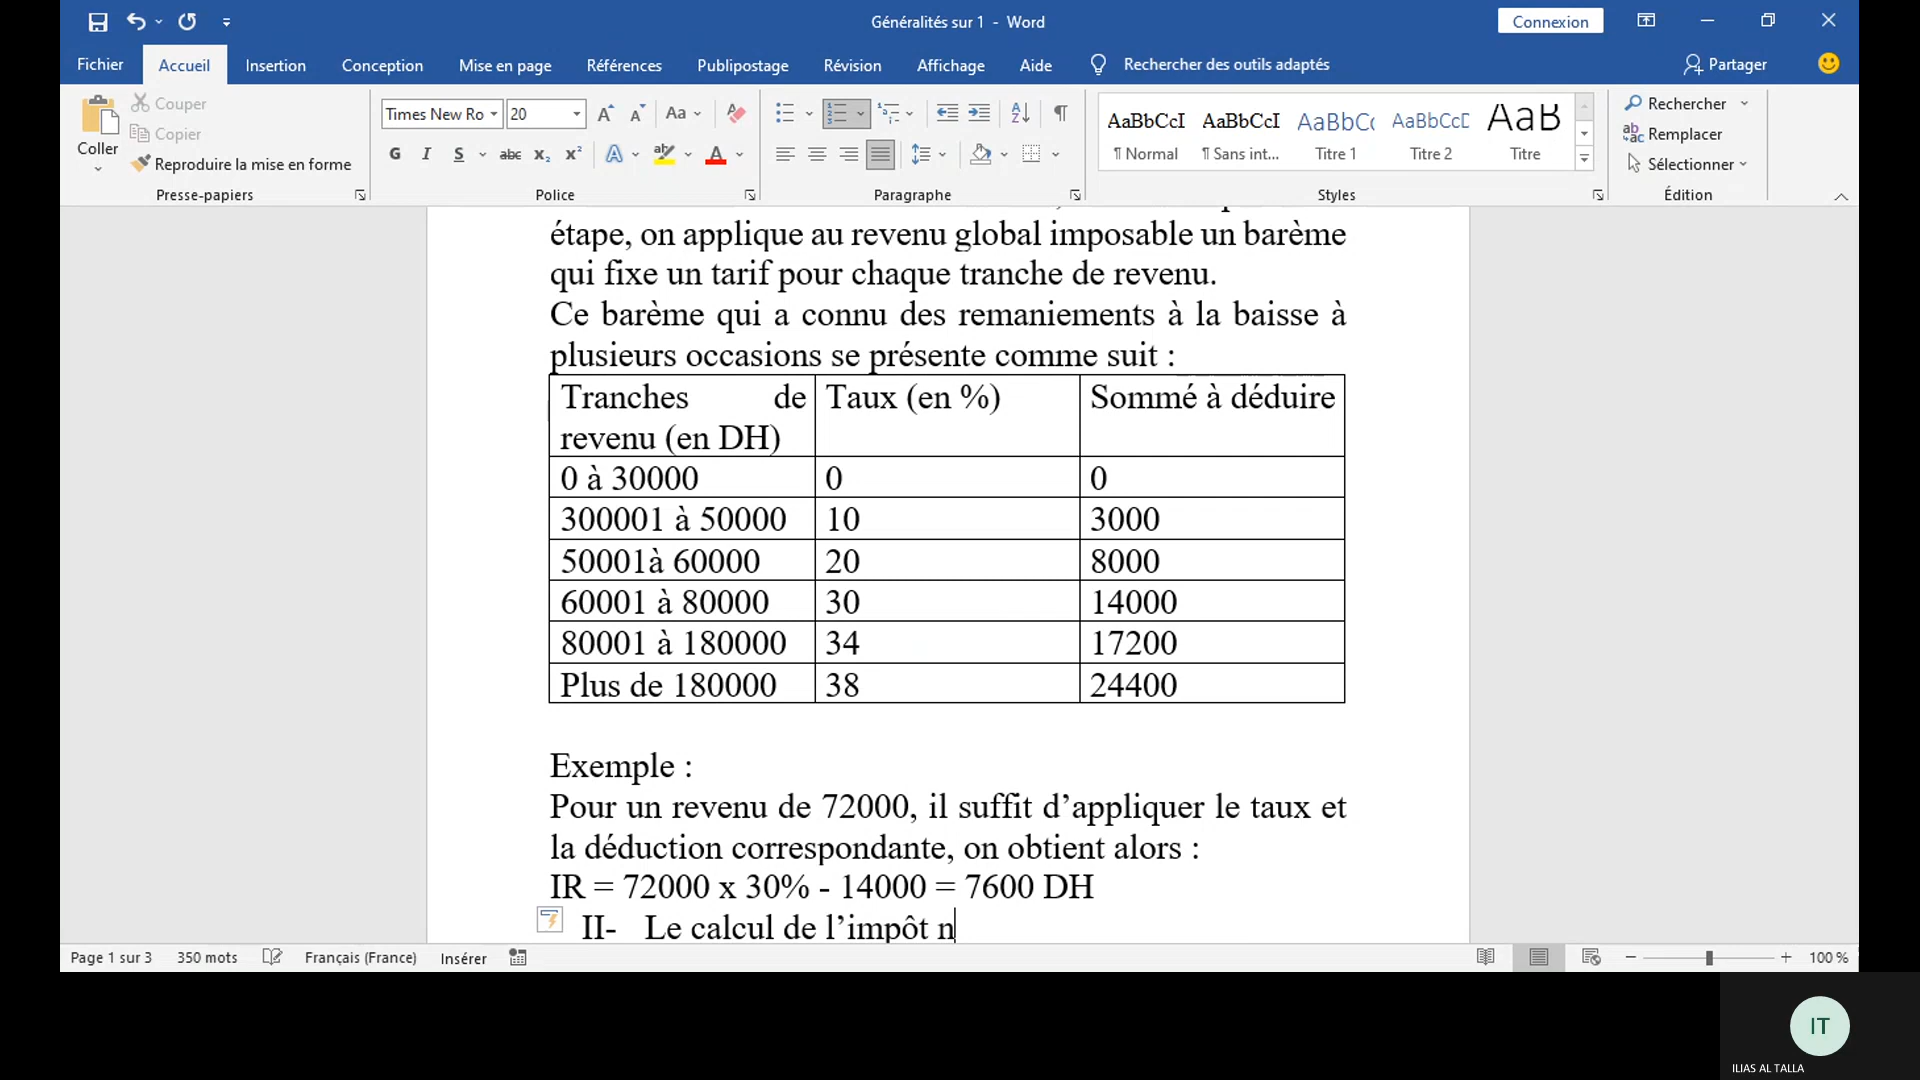 Généralités sur 1 - Word
Connexion
Fichier
Accueil
Insertion
Conception
Mise en page
Références
Publipostage
Révision
Affichage
Aide
Rechercher des outils adaptés
Partager
Coller
Couper
Copier
Reproduire la mise en forme
Presse-papiers
Times New Ro
20
Aa
G I S abc x₂ x² A A
Police
Paragraphe
AaBbCcI
¶ Normal
AaBbCcI
¶ Sans int...
AaBbCc
Titre 1
AaBbCcD
Titre 2
AaB
Titre
Styles
Rechercher
Remplacer
Sélectionner
Édition
étape, on applique au revenu global imposable un barème
qui fixe un tarif pour chaque tranche de revenu.
Ce barème qui a connu des remaniements à la baisse à
plusieurs occasions se présente comme suit :
Tranches de revenu (en DH) Taux (en %) Sommé à déduire
0 à 30000 0 0
300001 à 50000 10 3000
50001à 60000 20 8000
60001 à 80000 30 14000
80001 à 180000 34 17200
Plus de 180000 38 24400
Exemple :
Pour un revenu de 72000, il suffit d’appliquer le taux et
la déduction correspondante, on obtient alors :
IR = 72000 x 30% - 14000 = 7600 DH
II- Le calcul de l’impôt n
Page 1 sur 3
350 mots
Français (France)
Insérer
100 %
IT
ILIAS AL TALLA